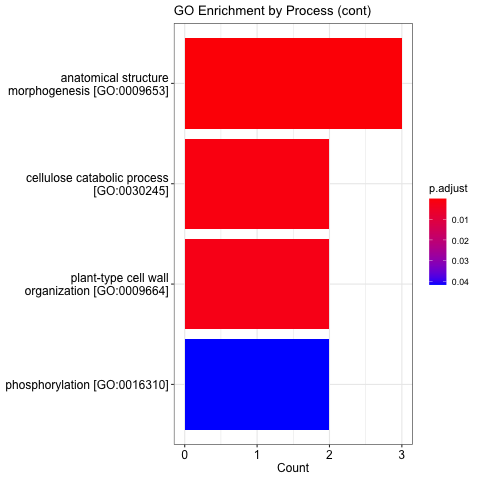 GO Enrichment by Process (cont)
anatomical structure
morphogenesis [GO:0009653]
cellulose catabolic process
[GO:0030245]
plant-type cell wall
organization [GO:0009664]
phosphorylation [GO:0016310]
0 1 2 3
Count
p.adjust
0.01
0.02
0.03
0.04